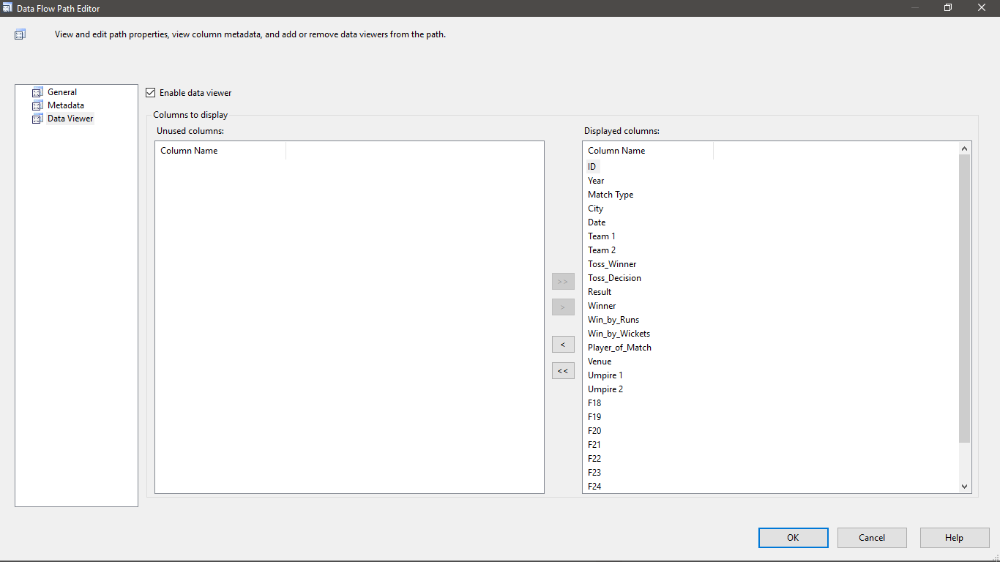 Data Flow Path Editor
View and edit path properties, view column metadata, and add or remove data viewers from the path.
General
Metadata
Data Viewer
Enable data viewer
Columns to display
Unused columns:
Column Name
>>
>
<
<<
Displayed columns:
Column Name
ID
Year
Match Type
City
Date
Team 1
Team 2
Toss_Winner
Toss_Decision
Result
Winner
Win_by_Runs
Win_by_Wickets
Player_of_Match
Venue
Umpire 1
Umpire 2
F18
F19
F20
F21
F22
F23
F24
OK
Cancel
Help